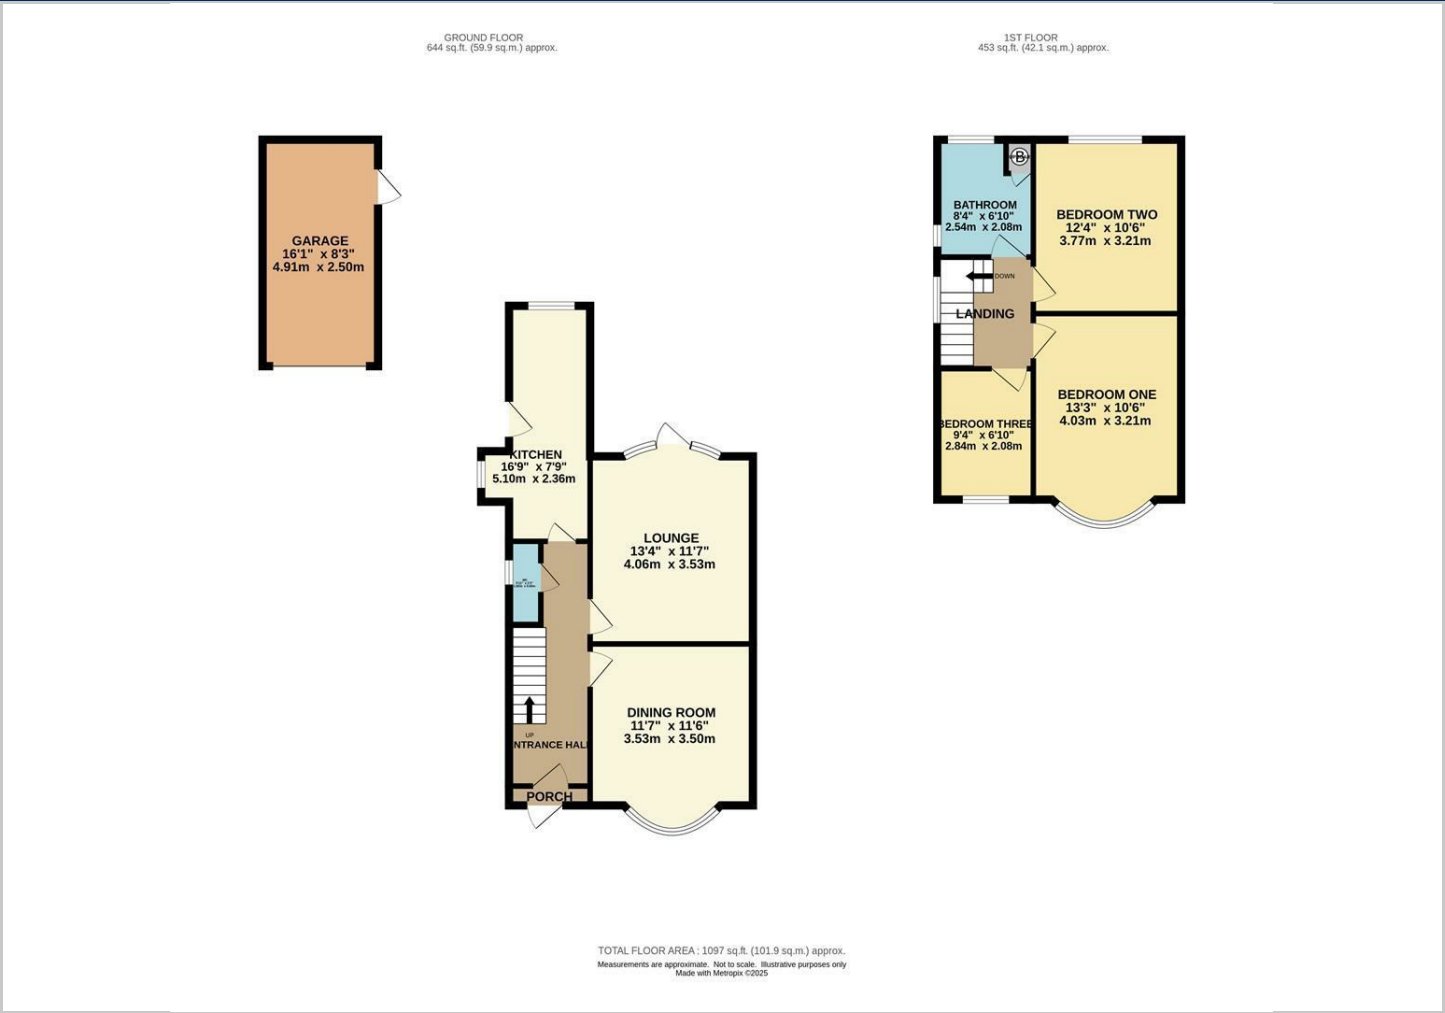 GROUND FLOOR
644 sq.ft. (59.9 sq.m.) approx.
1ST FLOOR
453 sq.ft. (42.1 sq.m.) approx.
GARAGE
16'1" x 8'3"
4.91m x 2.50m
KITCHEN
16'9" x 7'9"
5.10m x 2.36m
LOUNGE
13'4" x 11'7"
4.06m x 3.53m
DINING ROOM
11'7" x 11'6"
3.53m x 3.50m
UP
NTRANCE HAL
PORCH
B
BATHROOM
8'4" x 6'10"
2.54m x 2.08m
BEDROOM TWO
12'4" x 10'6"
3.77m x 3.21m
DOWN
LANDING
BEDROOM ONE
13'3" x 10'6"
4.03m x 3.21m
BEDROOM THREE
9'4" x 6'10"
2.84m x 2.08m
TOTAL FLOOR AREA : 1097 sq.ft. (101.9 sq.m.) approx.
Measurements are approximate. Not to scale. Illustrative purposes only
Made with Metropix ©2025